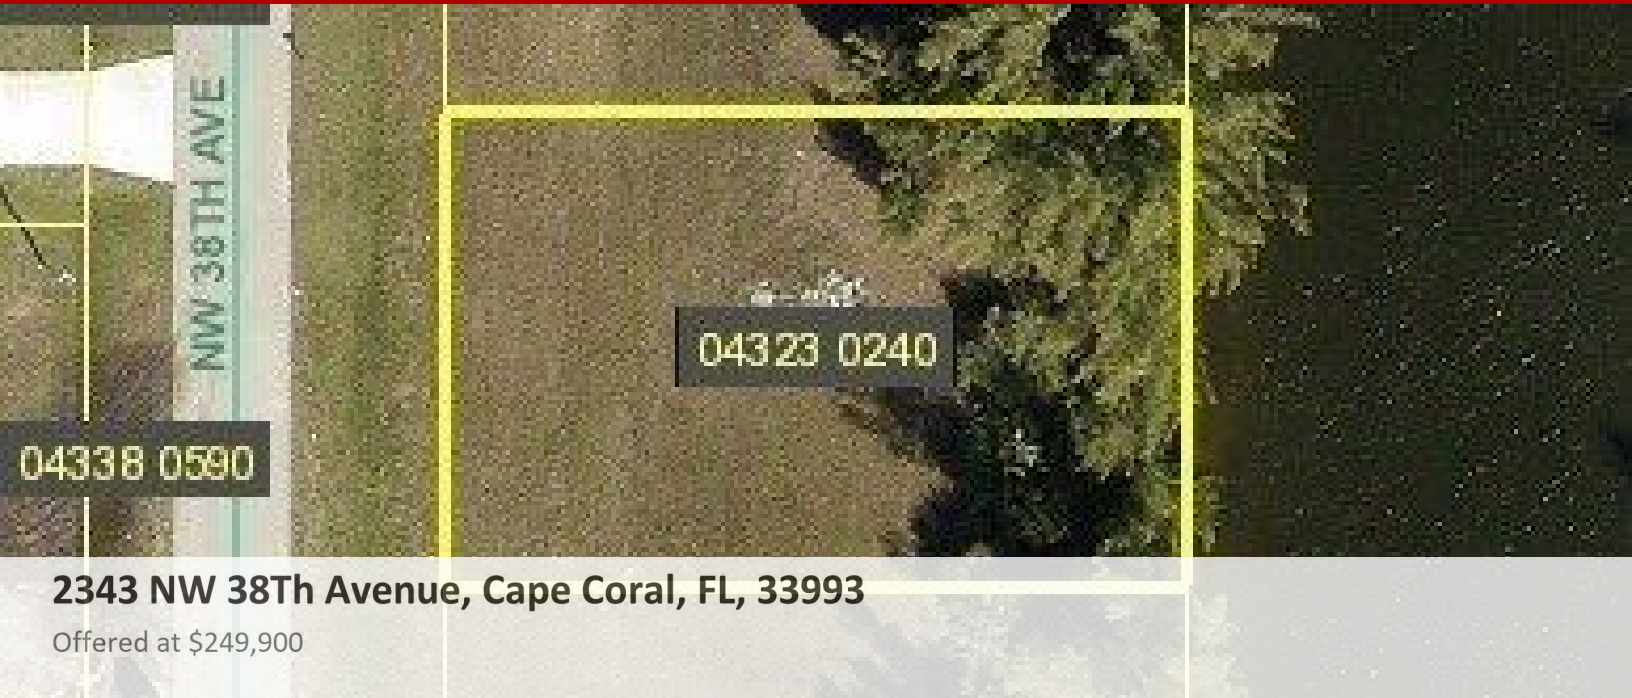 NW 38TH AVE
04323 0240
04338 0590
2343 NW 38Th Avenue, Cape Coral, FL, 33993
Offered at $249,900